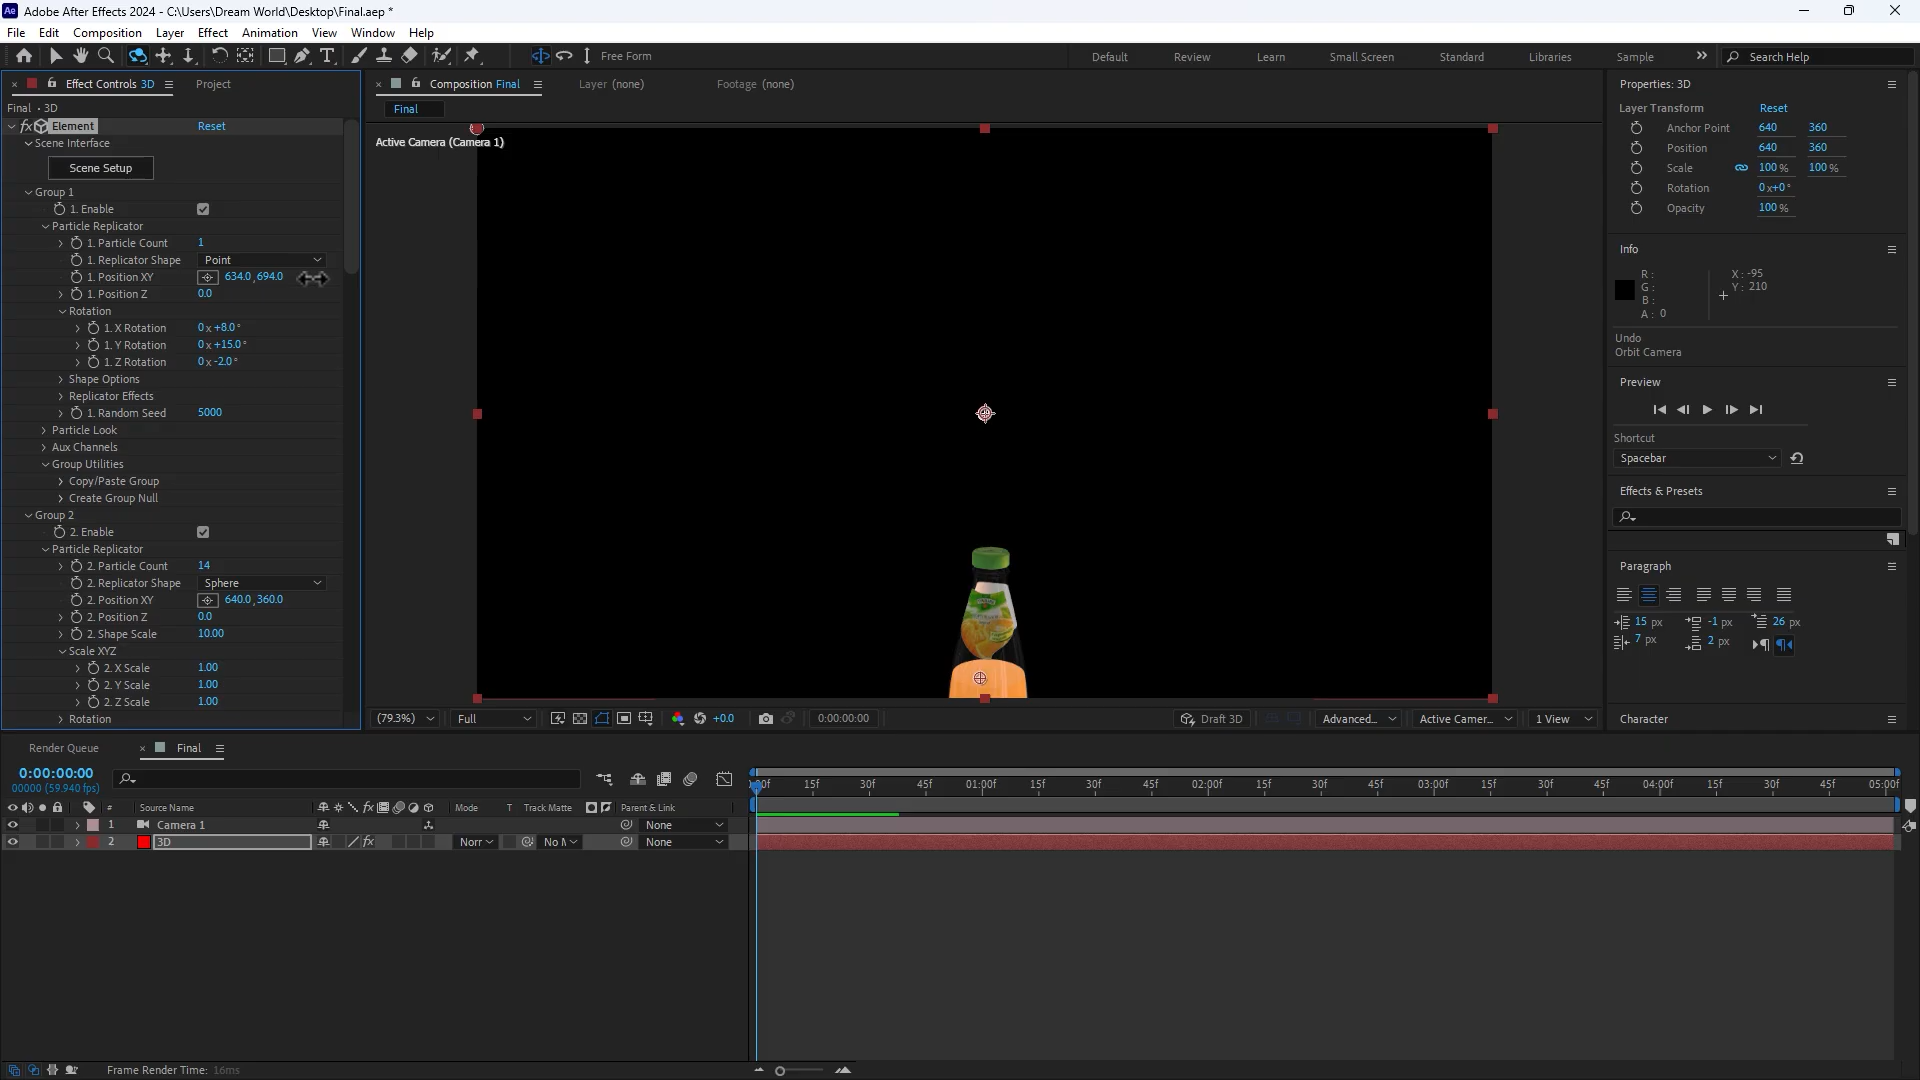 Adobe After Effects 2024 - C:\Users\Dream World\Desktop\Final.aep *
File Edit Composition Layer Effect Animation View Window Help
Free Form
Default Review Learn Small Screen Standard Libraries Sample
Search Help
Effect Controls 3D
Project
Composition Final
Layer (none)
Footage (none)
Final • 3D
Final
fx Element Reset
Scene Interface
Scene Setup
Group 1
1. Enable
Particle Replicator
1. Particle Count 1
1. Replicator Shape Point
1. Position XY 634.0, 694.0
1. Position Z 0.0
Rotation
1. X Rotation 0x+8.0°
1. Y Rotation 0x+15.0°
1. Z Rotation 0x-2.0°
Shape Options
Replicator Effects
1. Random Seed 5000
Particle Look
Aux Channels
Group Utilities
Copy/Paste Group
Create Group Null
Group 2
2. Enable
Particle Replicator
2. Particle Count 14
2. Replicator Shape Sphere
2. Position XY 640.0, 360.0
2. Position Z 0.0
2. Shape Scale 10.00
Scale XYZ
2. X Scale 1.00
2. Y Scale 1.00
2. Z Scale 1.00
Rotation
Active Camera (Camera 1)
(79.3%) Full +0.0 0:00:00:00 Draft 3D Advanced... Active Camer... 1 View
Properties: 3D
Layer Transform Reset
Anchor Point 640 360
Position 640 360
Scale 100 % 100 %
Rotation 0x+0°
Opacity 100 %
Info
R :
G :
B :
A : 0
X : -95
Y : 210
Undo
Orbit Camera
Preview
Shortcut
Spacebar
Effects & Presets
Paragraph
15 px -1 px 26 px
7 px 2 px
Character
Render Queue
Final
0:00:00:00
00000 (59.940 fps)
# Source Name fx Mode T Track Matte Parent & Link
1 Camera 1 None
2 3D fx Norr None
:00f 15f 30f 45f 01:00f 15f 30f 45f 02:00f 15f 30f 45f 03:00f 15f 30f 45f 04:00f 15f 30f 45f 05:00f
Frame Render Time: 16ms